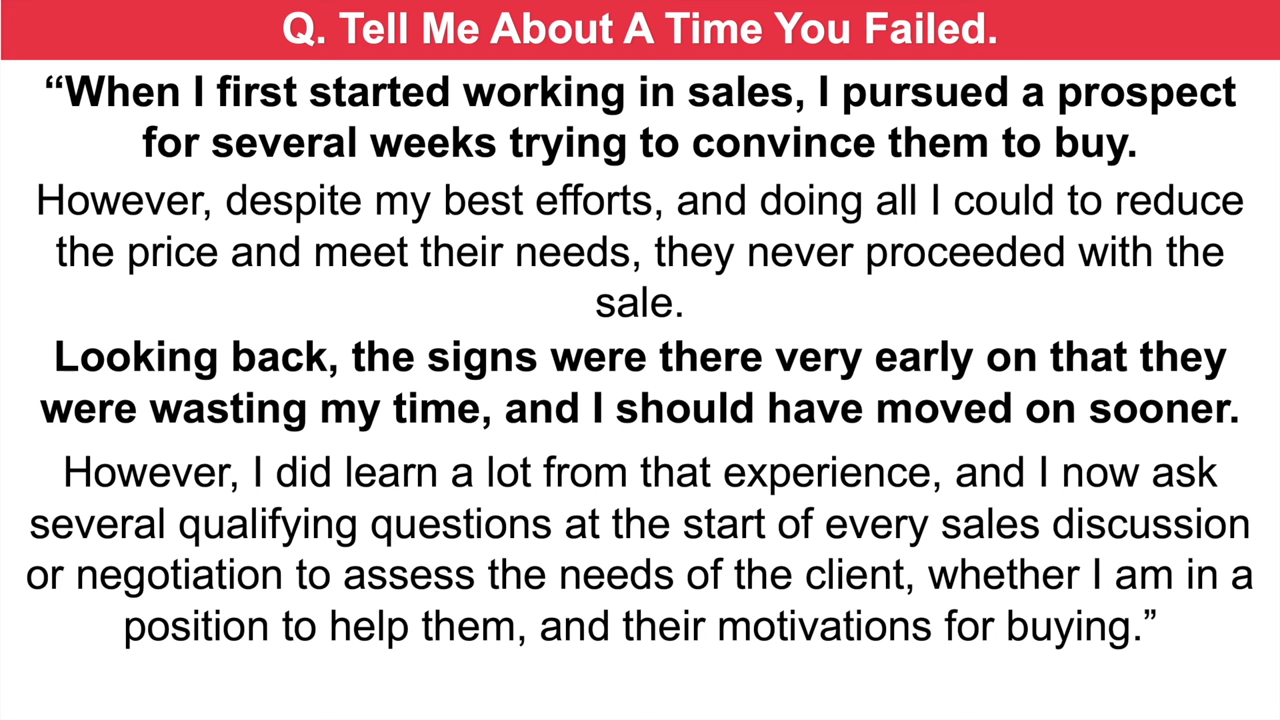 Q. Tell Me About A Time You Failed.
“When I first started working in sales, I pursued a prospect
for several weeks trying to convince them to buy.
However, despite my best efforts, and doing all I could to reduce
the price and meet their needs, they never proceeded with the
sale.
Looking back, the signs were there very early on that they
were wasting my time, and I should have moved on sooner.
However, I did learn a lot from that experience, and I now ask
several qualifying questions at the start of every sales discussion
or negotiation to assess the needs of the client, whether I am in a
position to help them, and their motivations for buying.”